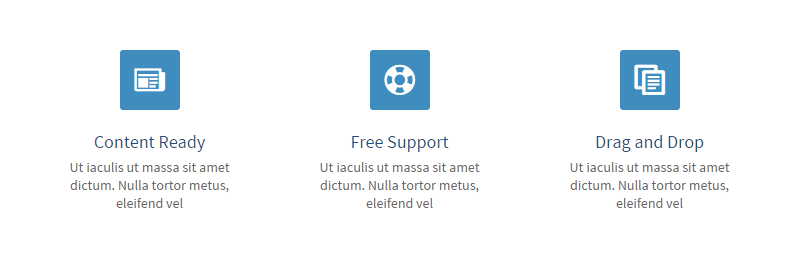 Content Ready
Ut iaculis ut massa sit amet
dictum. Nulla tortor metus,
eleifend vel
Free Support
Ut iaculis ut massa sit amet
dictum. Nulla tortor metus,
eleifend vel
Drag and Drop
Ut iaculis ut massa sit amet
dictum. Nulla tortor metus,
eleifend vel